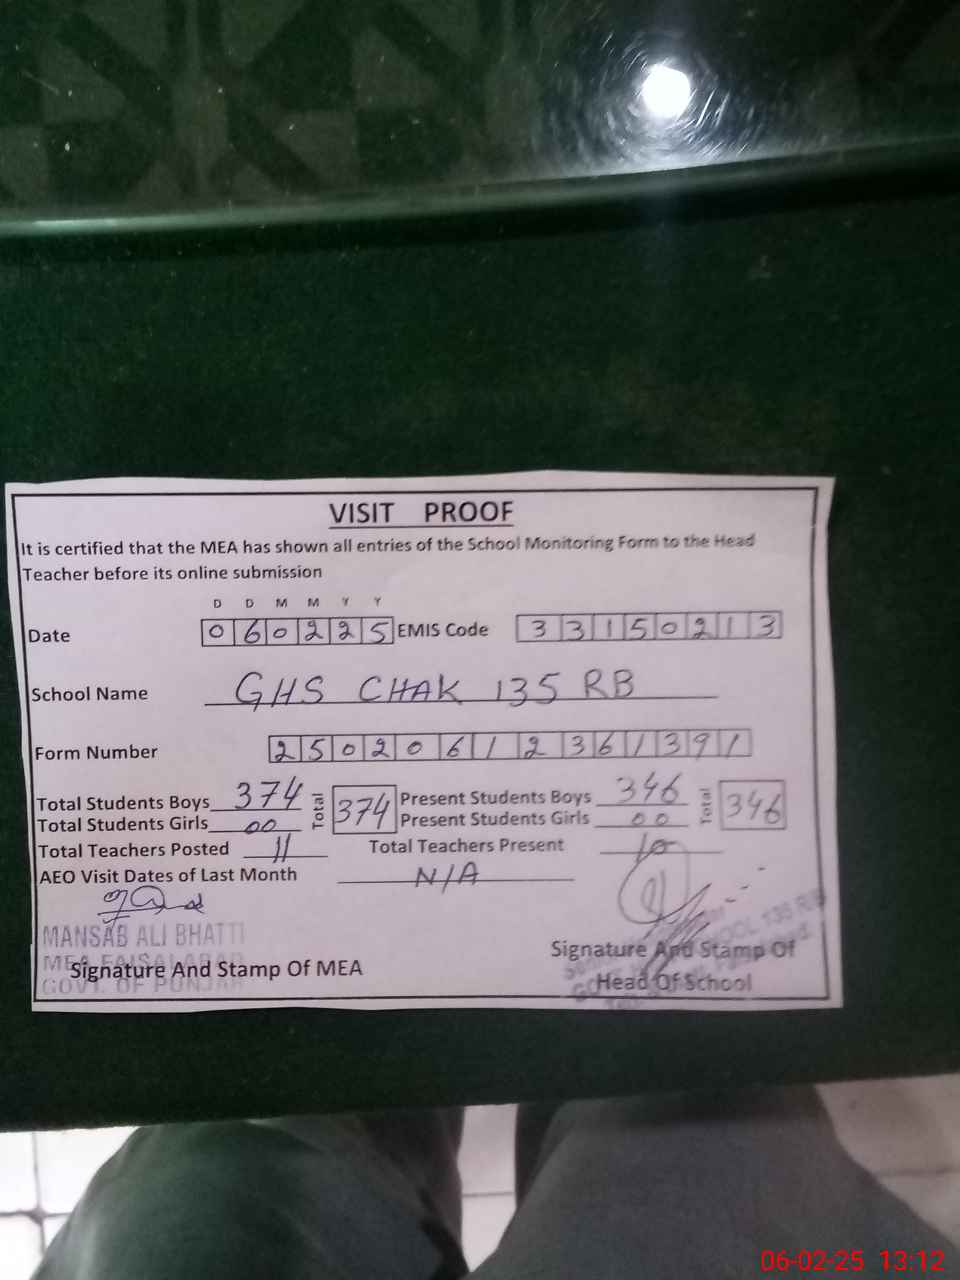 VISIT PROOF
It is certified that the MEA has shown all entries of the School Monitoring Form to the Head
Teacher before its online submission
D D M M Y Y
Date 060225 EMIS Code 33150213
School Name GHS CHAK 135 RB
Form Number 25020612361391
Total Students Boys 374 Total 374 Present Students Boys 346 Total 346
Total Students Girls 00 Present Students Girls 00
Total Teachers Posted 11 Total Teachers Present 10
AEO Visit Dates of Last Month N/A
MANSAB ALI BHATTI
MEA FAISALABAD
GOVT. OF PUNJAB
Signature And Stamp Of MEA
SCHOOL 135 R/B
Signature And Stamp Of
Head Of School
06-02-25 13:12